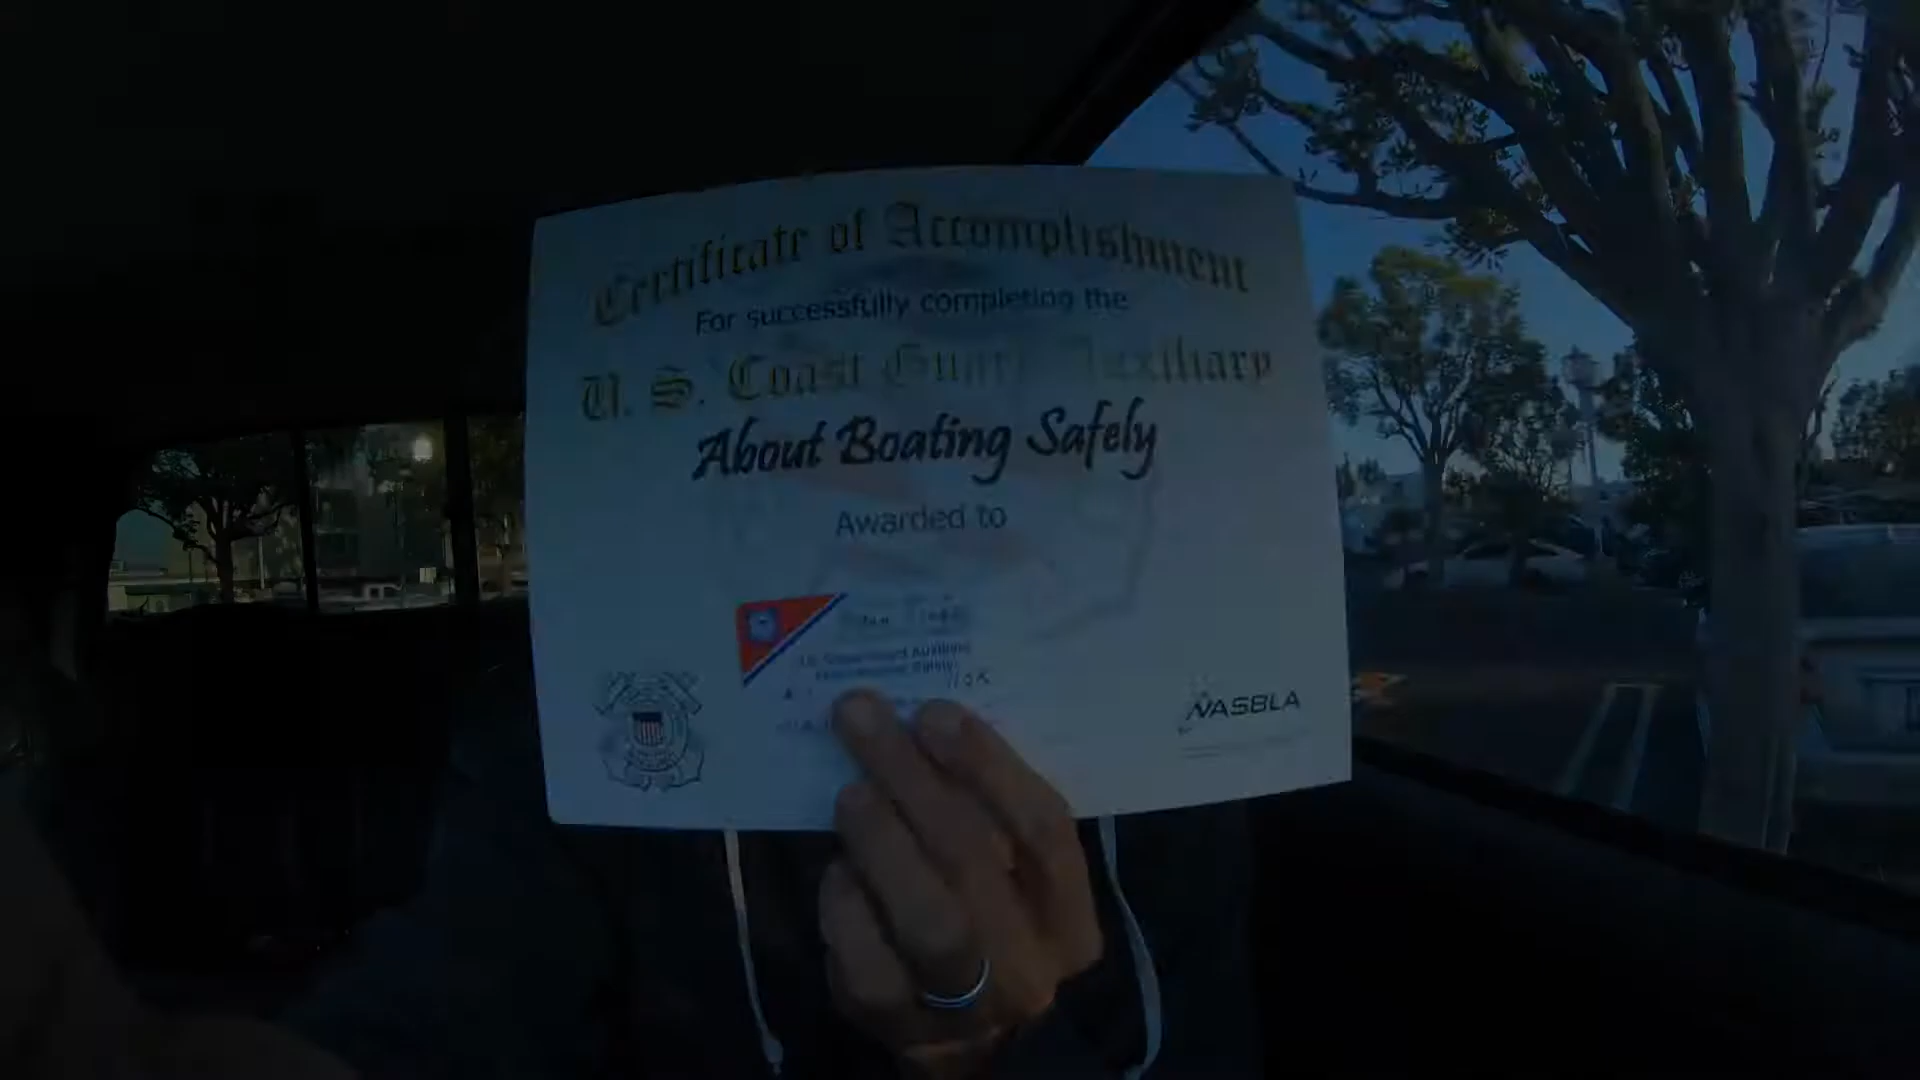 Certificate of Accomplishment
For successfully completing the
U. S. Coast Guard Auxiliary
About Boating Safely
Awarded to
NASBLA